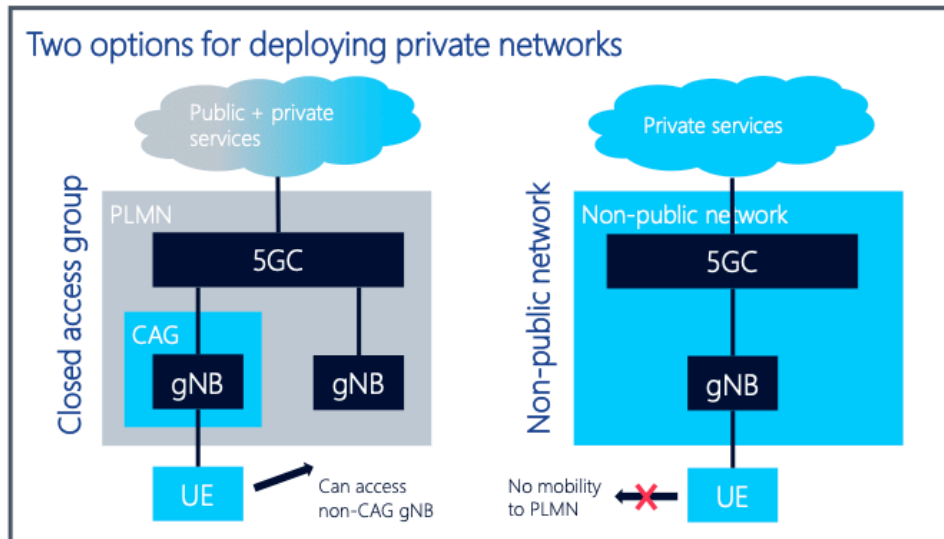 Two options for deploying private networks
Public + private
services
Closed access group
PLMN
5GC
CAG
gNB
gNB
UE
Can access
non-CAG gNB
Private services
Non-public network
Non-public network
5GC
gNB
No mobility
to PLMN
UE